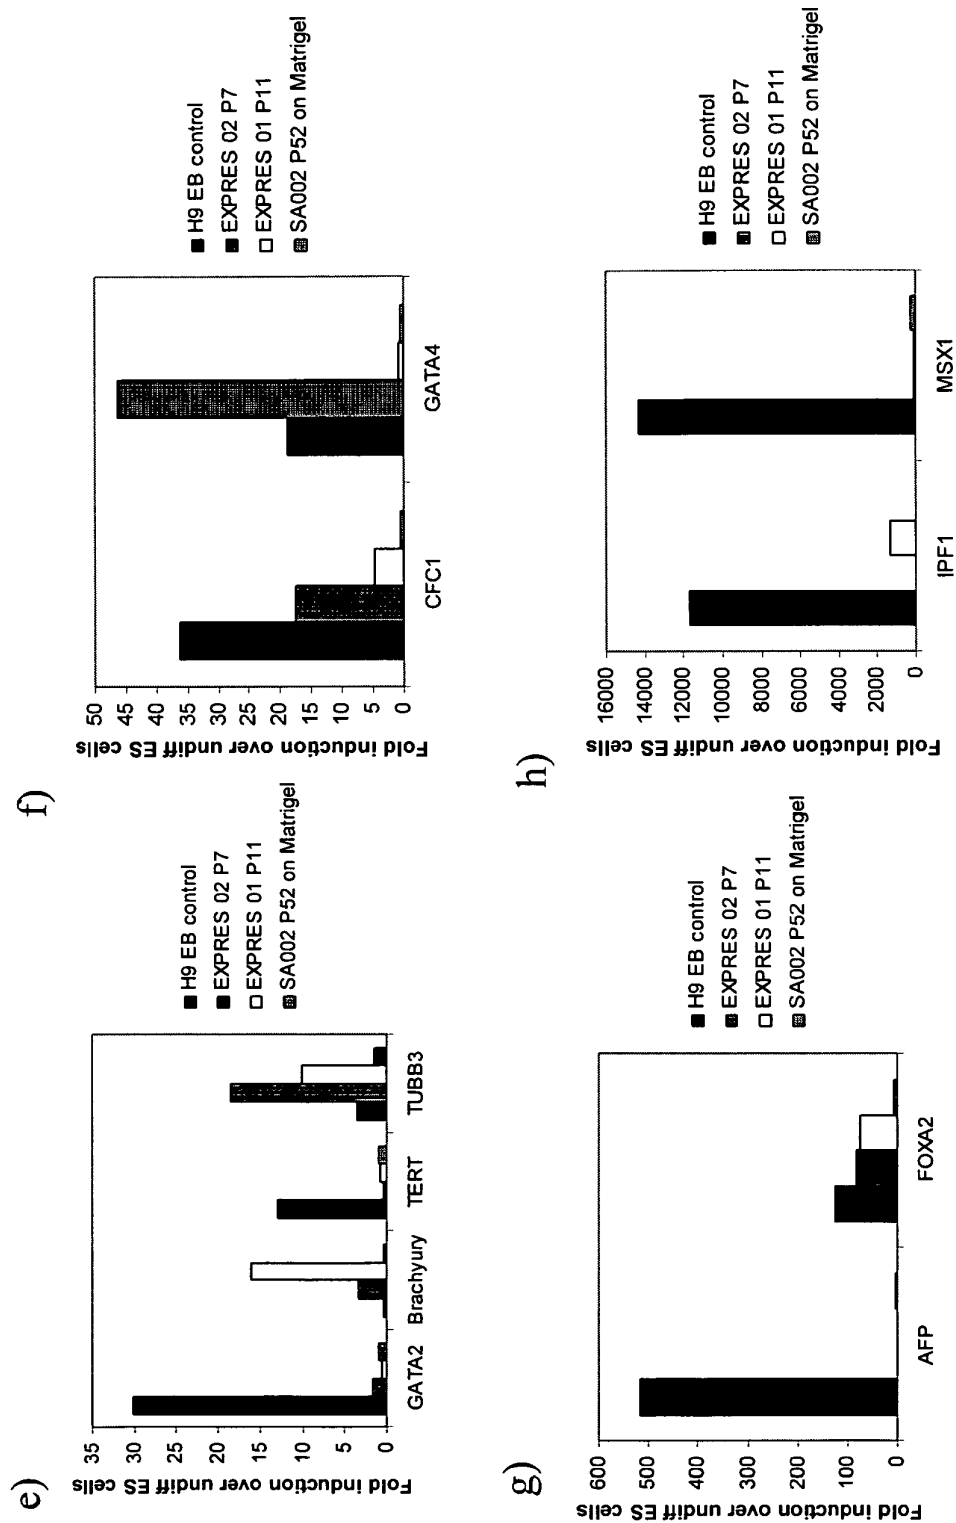 e)
Fold induction over undiff ES cells
35
30
25
20
15
10
5
0
GATA2 Brachyury TERT TUBB3
H9 EB control
EXPRES 02 P7
EXPRES 01 P11
SA002 P52 on Matrigel
f)
Fold induction over undiff ES cells
50
45
40
35
30
25
20
15
10
5
0
CFC1 GATA4
H9 EB control
EXPRES 02 P7
EXPRES 01 P11
SA002 P52 on Matrigel
g)
Fold induction over undiff ES cells
600
500
400
300
200
100
0
AFP FOXA2
H9 EB control
EXPRES 02 P7
EXPRES 01 P11
SA002 P52 on Matrigel
h)
Fold induction over undiff ES cells
16000
14000
12000
10000
8000
6000
4000
2000
0
IPF1 MSX1
H9 EB control
EXPRES 02 P7
EXPRES 01 P11
SA002 P52 on Matrigel